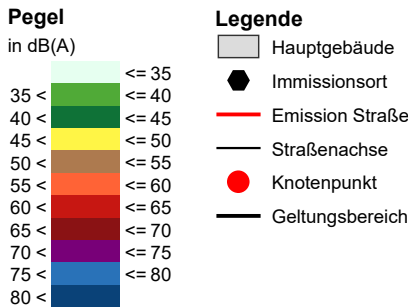 Pegel
in dB(A)
<= 35
35 < <= 40
40 < <= 45
45 < <= 50
50 < <= 55
55 < <= 60
60 < <= 65
65 < <= 70
70 < <= 75
75 < <= 80
80 <
Legende
Hauptgebäude
Immissionsort
Emission Straße
Straßenachse
Knotenpunkt
Geltungsbereich